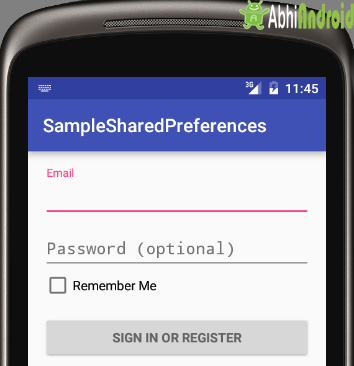 AbhiAndroid
3G 11:45
SampleSharedPreferences
Email
Password (optional)
Remember Me
SIGN IN OR REGISTER